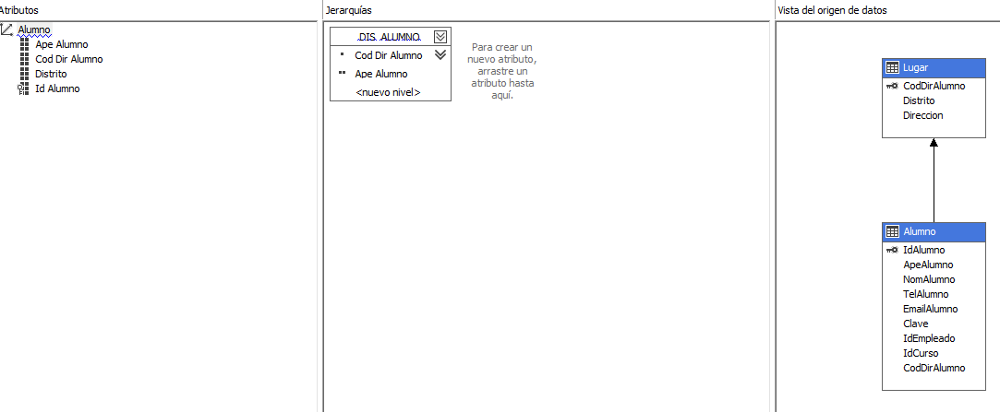 Atributos
Alumno
Ape Alumno
Cod Dir Alumno
Distrito
Id Alumno
Jerarquías
DIS_ALUMNO
Cod Dir Alumno
Ape Alumno
<nuevo nivel>
Para crear un
nuevo atributo,
arrastre un
atributo hasta
aquí.
Vista del origen de datos
Lugar
CodDirAlumno
Distrito
Direccion
Alumno
IdAlumno
ApeAlumno
NomAlumno
TelAlumno
EmailAlumno
Clave
IdEmpleado
IdCurso
CodDirAlumno